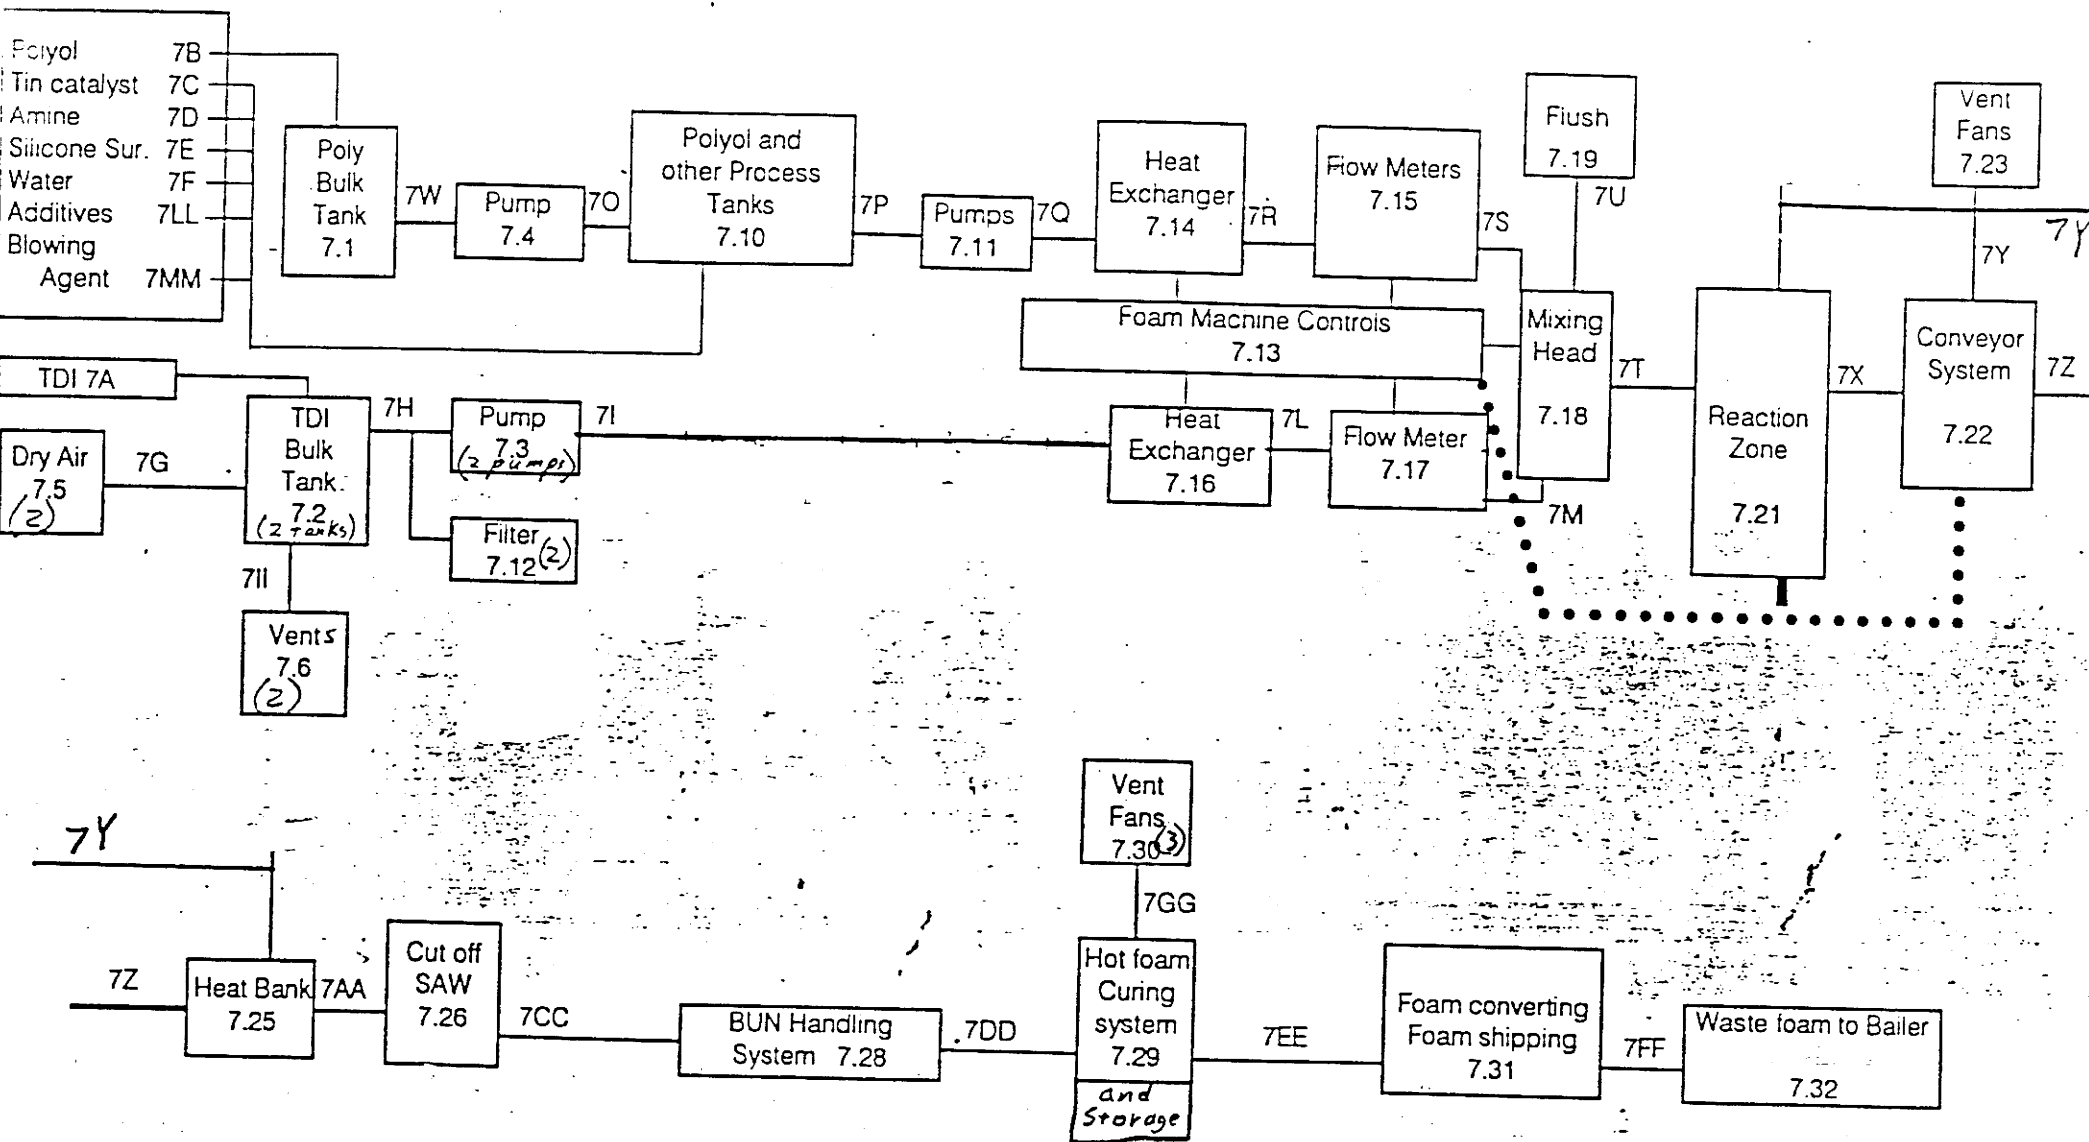 Polyol 7B
Tin catalyst 7C
Amine 7D
Silicone Sur. 7E
Water 7F
Additives 7LL
Blowing
Agent 7MM
Poly
Bulk
Tank
7.1
7W
Pump
7.4
7O
Polyol and
other Process
Tanks
7.10
7P
Pumps
7.11
7Q
Heat
Exchanger
7.14
7R
Flow Meters
7.15
7S
Flush
7.19
7U
Vent
Fans
7.23
7Y
7Y
Foam Machine Controls
7.13
Mixing
Head
7.18
7T
Reaction
Zone
7.21
7X
Conveyor
System
7.22
7Z
TDI 7A
Dry Air
7.5
(2)
7G
TDI
Bulk
Tank
7.2
(2 Tanks)
7H
Pump
7.3
(2 pumps)
7I
Filter
7.12 (2)
Heat
Exchanger
7.16
7L
Flow Meter
7.17
7M
7II
Vents
7.6
(2)
7Y
7Z
Heat Bank
7.25
7AA
Cut off
SAW
7.26
7CC
BUN Handling
System 7.28
7DD
Vent
Fans
7.30 (3)
7GG
Hot foam
Curing
system
7.29
and
Storage
7EE
Foam converting
Foam shipping
7.31
7FF
Waste foam to Bailer
7.32